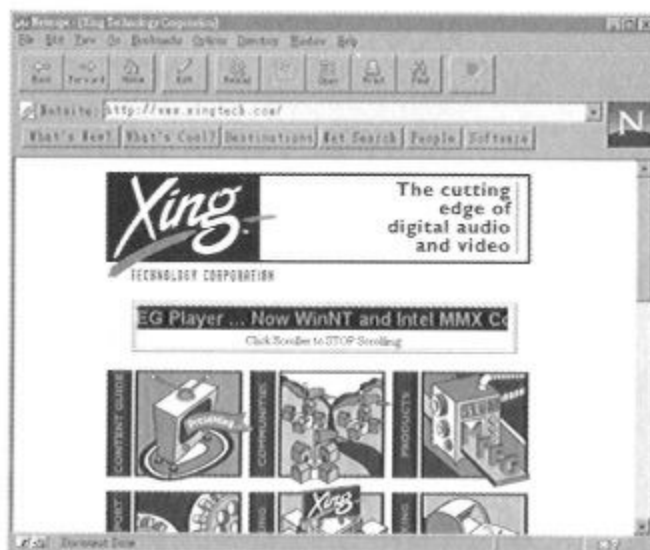 Netscape - [Xing Technology Corporation]
File Edit View Go Bookmarks Options Directory Window Help
Back Forward Home Edit Reload Open Print Find
Netsite: http://www.xingtech.com/
N
What's New! What's Cool! Destinations Net Search People Software
Xing
The cutting
edge of
digital audio
and video
TECHNOLOGY CORPORATION
EG Player ... Now WinNT and Intel MMX Co
Click Scroller to STOP Scrolling
CONTENT GUIDE
STREAMS
COMMUNITIES
PRODUCTS
PORT
Xing
Document Done